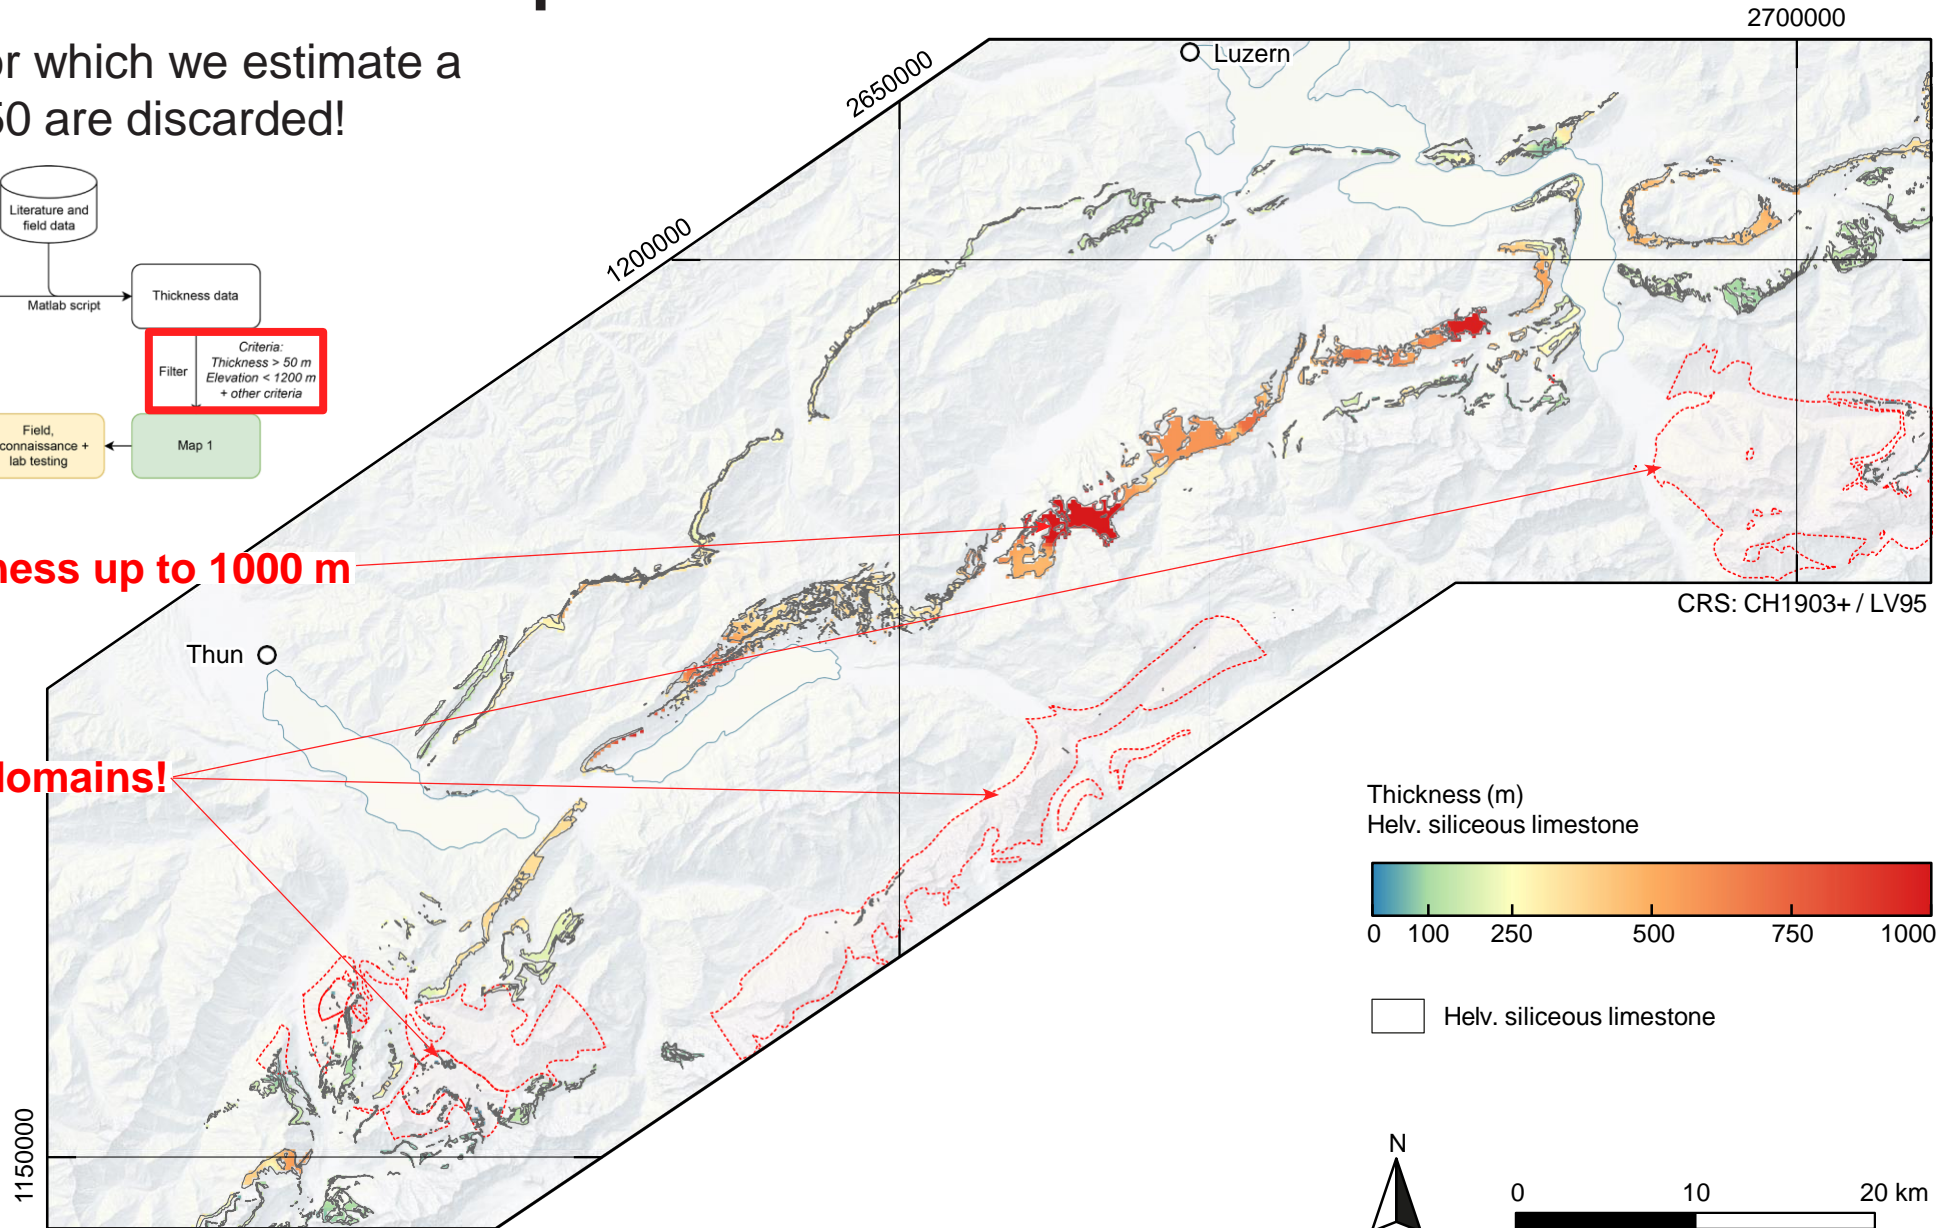 or which we estimate a
50 are discarded!
Literature and
field data
Matlab script
Thickness data
Filter
Criteria:
Thickness > 50 m
Elevation < 1200 m
+ other criteria
Field,
connaissance +
lab testing
Map 1
2700000
2650000
1200000
1150000
Luzern
Thun
ness up to 1000 m
domains!
CRS: CH1903+ / LV95
Thickness (m)
Helv. siliceous limestone
0 100 250 500 750 1000
Helv. siliceous limestone
N
0 10 20 km